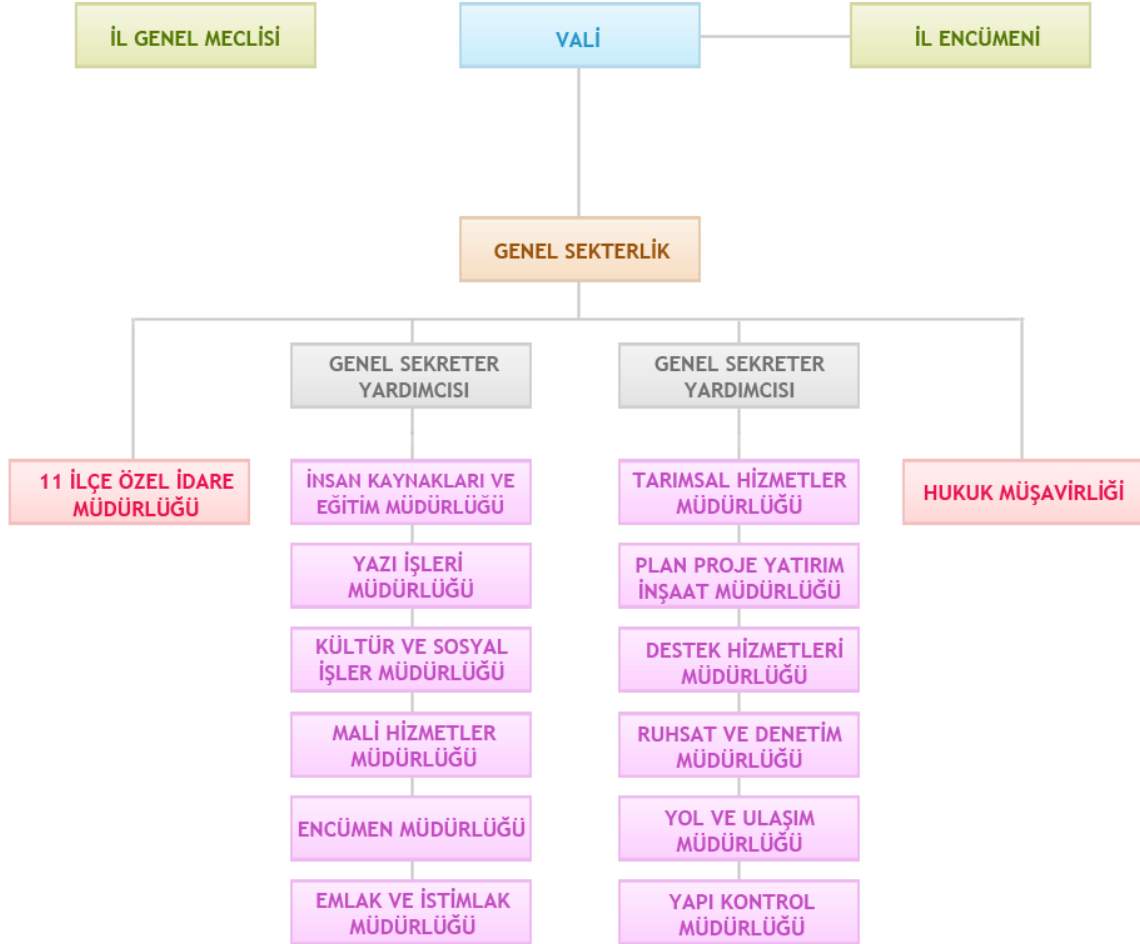 İL GENEL MECLİSİ
VALİ
İL ENCÜMENİ
GENEL SEKTERLİK
GENEL SEKRETER
YARDIMCISI
GENEL SEKRETER
YARDIMCISI
11 İLÇE ÖZEL İDARE
MÜDÜRLÜĞÜ
İNSAN KAYNAKLARI VE
EĞİTİM MÜDÜRLÜĞÜ
TARIMSAL HİZMETLER
MÜDÜRLÜĞÜ
HUKUK MÜŞAVİRLİĞİ
YAZI İŞLERİ
MÜDÜRLÜĞÜ
PLAN PROJE YATIRIM
İNŞAAT MÜDÜRLÜĞÜ
KÜLTÜR VE SOSYAL
İŞLER MÜDÜRLÜĞÜ
DESTEK HİZMETLERİ
MÜDÜRLÜĞÜ
MALİ HİZMETLER
MÜDÜRLÜĞÜ
RUHSAT VE DENETİM
MÜDÜRLÜĞÜ
ENCÜMEN MÜDÜRLÜĞÜ
YOL VE ULAŞIM
MÜDÜRLÜĞÜ
EMLAK VE İSTİMLAK
MÜDÜRLÜĞÜ
YAPI KONTROL
MÜDÜRLÜĞÜ